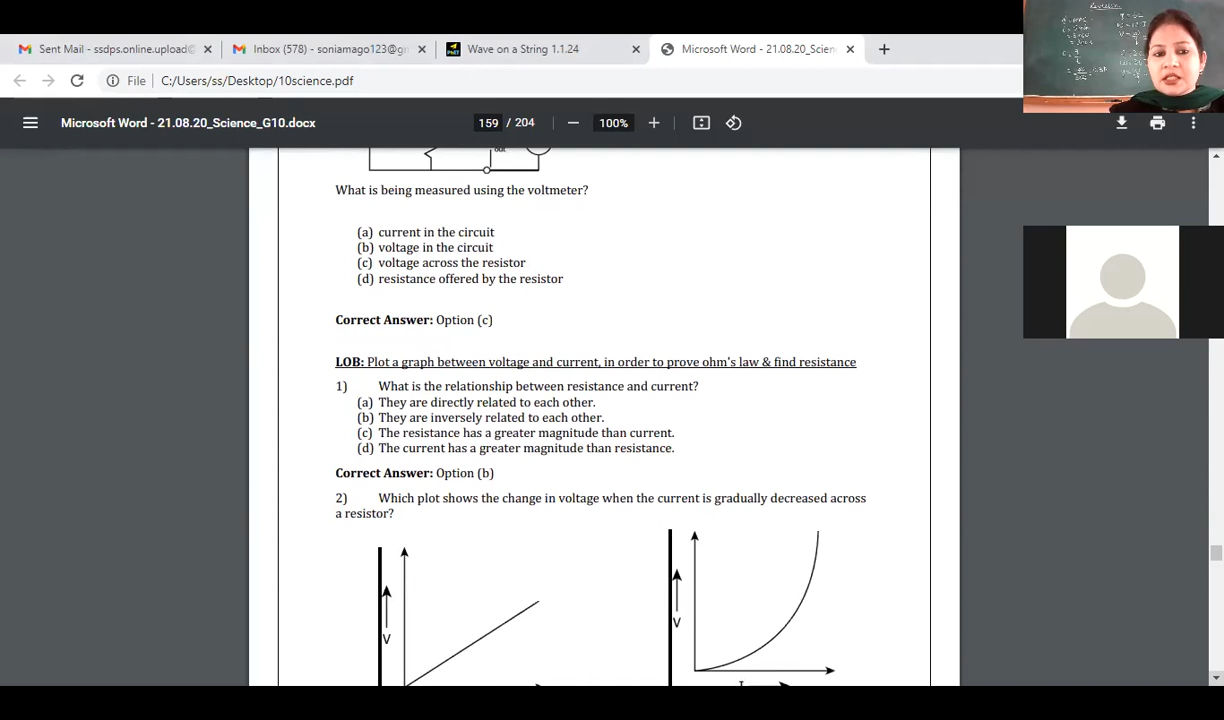 Sent Mail - ssdps.online.upload@
Inbox (578) - soniamago123@gm
Wave on a String 1.1.24
Microsoft Word - 21.08.20_Scien
File
C:/Users/ss/Desktop/10science.pdf
Microsoft Word - 21.08.20_Science_G10.docx
159 / 204
100%
out
What is being measured using the voltmeter?
(a) current in the circuit
(b) voltage in the circuit
(c) voltage across the resistor
(d) resistance offered by the resistor
Correct Answer: Option (c)
LOB: Plot a graph between voltage and current, in order to prove ohm's law & find resistance
1) What is the relationship between resistance and current?
(a) They are directly related to each other.
(b) They are inversely related to each other.
(c) The resistance has a greater magnitude than current.
(d) The current has a greater magnitude than resistance.
Correct Answer: Option (b)
2) Which plot shows the change in voltage when the current is gradually decreased across
a resistor?
V
V
I